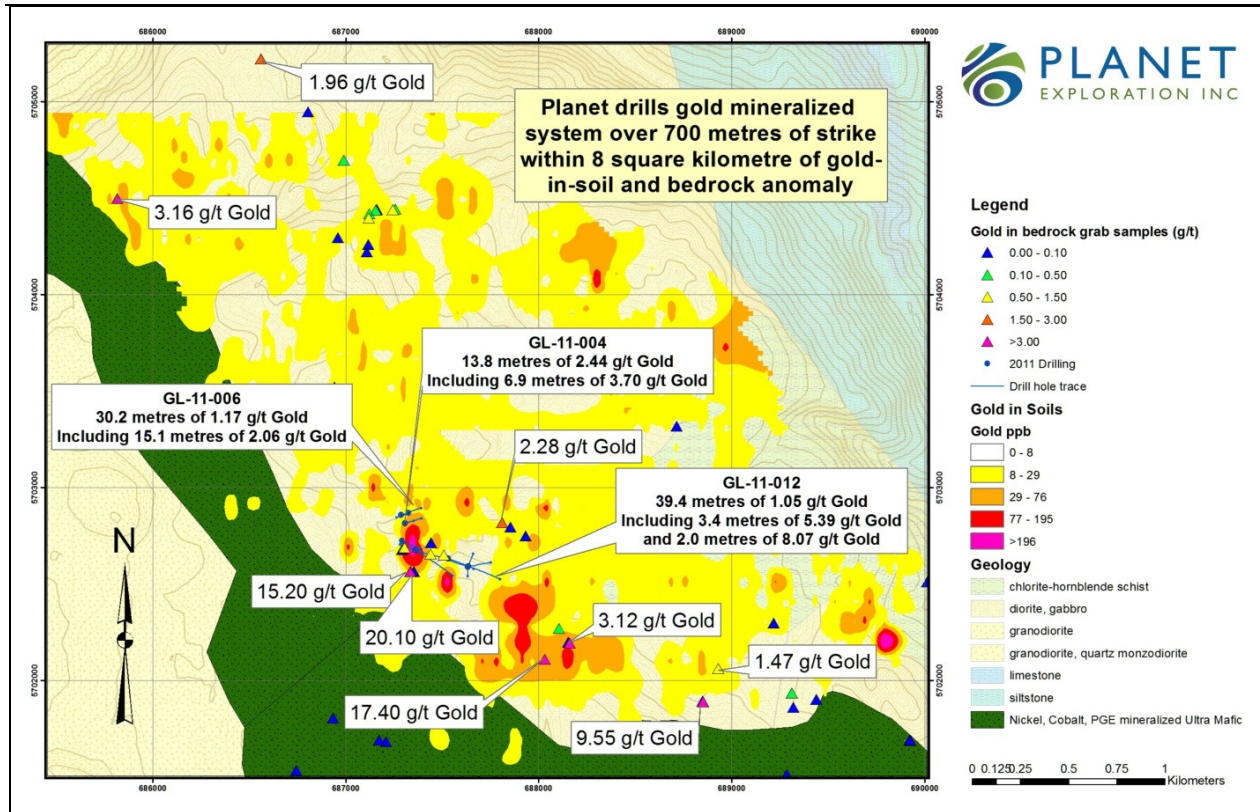 686000 687000 688000 689000 690000
PLANET
EXPLORATION INC
1.96 g/t Gold
5705000 5705000
Planet drills gold mineralized
system over 700 metres of strike
within 8 square kilometre of gold-
in-soil and bedrock anomaly
3.16 g/t Gold
5704000 5704000
GL-11-004
13.8 metres of 2.44 g/t Gold
Including 6.9 metres of 3.70 g/t Gold
GL-11-006
30.2 metres of 1.17 g/t Gold
Including 15.1 metres of 2.06 g/t Gold
2.28 g/t Gold
5703000 5703000
GL-11-012
39.4 metres of 1.05 g/t Gold
Including 3.4 metres of 5.39 g/t Gold
and 2.0 metres of 8.07 g/t Gold
N
15.20 g/t Gold
20.10 g/t Gold
3.12 g/t Gold
1.47 g/t Gold
5702000 5702000
17.40 g/t Gold
9.55 g/t Gold
686000 687000 688000 689000 690000
Legend
Gold in bedrock grab samples (g/t)
0.00 - 0.10
0.10 - 0.50
0.50 - 1.50
1.50 - 3.00
>3.00
2011 Drilling
Drill hole trace
Gold in Soils
Gold ppb
0 - 8
8 - 29
29 - 76
77 - 195
>196
Geology
chlorite-hornblende schist
diorite, gabbro
granodiorite
granodiorite, quartz monzodiorite
limestone
siltstone
Nickel, Cobalt, PGE mineralized Ultra Mafic
0 0.125 0.25 0.5 0.75 1
Kilometers